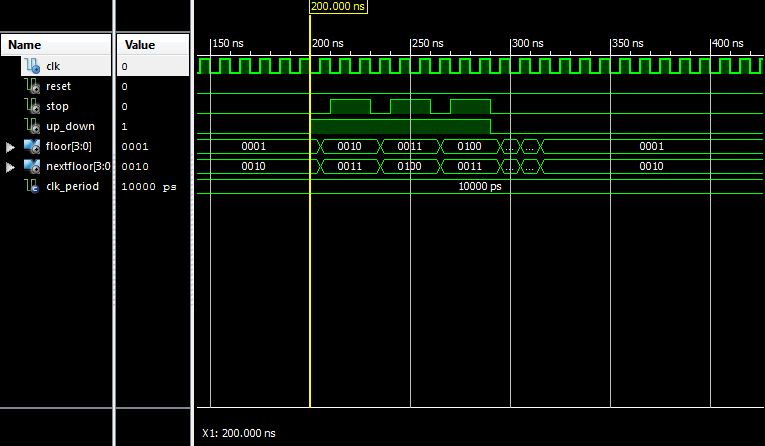 200.000 ns
Name Value 150 ns 200 ns 250 ns 300 ns 350 ns 400 ns
clk 0
reset 0
stop 0
up_down 1
floor[3:0] 0001 0001 0010 0011 0100 ... ... 0001
nextfloor[3:0 0010 0010 0011 0100 0011 ... ... 0010
clk_period 10000 ps 10000 ps
X1: 200.000 ns